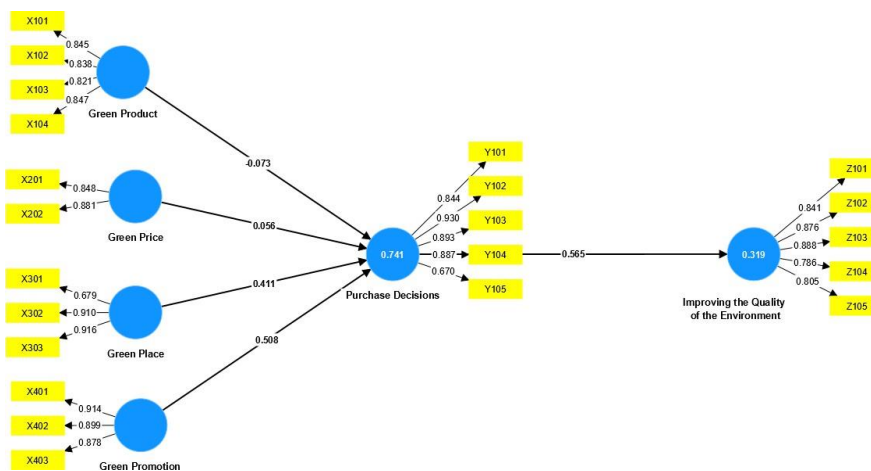 X101
X102
X103
X104
0.845
0.838
0.821
0.847
Green Product
-0.073
X201
X202
0.848
0.881
Green Price
0.056
X301
X302
X303
0.679
0.910
0.916
Green Place
0.411
X401
X402
X403
0.914
0.899
0.878
Green Promotion
0.508
0.741
Purchase Decisions
0.844
0.930
0.893
0.887
0.670
Y101
Y102
Y103
Y104
Y105
0.565
0.319
Improving the Quality
of the Environment
0.841
0.876
0.888
0.786
0.805
Z101
Z102
Z103
Z104
Z105